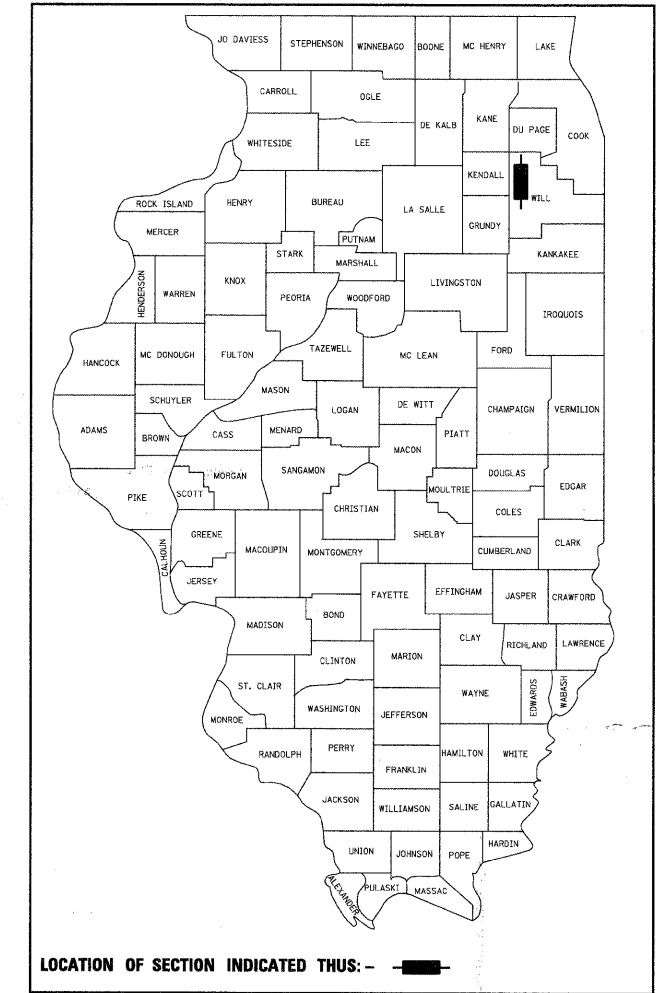 JO DAVIESS STEPHENSON WINNEBAGO BOONE MC HENRY LAKE
CARROLL OGLE DE KALB KANE DU PAGE COOK
WHITESIDE LEE KENDALL WILL
ROCK ISLAND HENRY BUREAU LA SALLE GRUNDY
MERCER PUTNAM KANKAKEE
STARK MARSHALL
HENDERSON WARREN KNOX PEORIA WOODFORD LIVINGSTON IROQUOIS
HANCOCK MC DONOUGH FULTON TAZEWELL MC LEAN FORD
SCHUYLER MASON LOGAN DE WITT CHAMPAIGN VERMILION
ADAMS BROWN CASS MENARD MACON PIATT
PIKE SCOTT MORGAN SANGAMON MOULTRIE DOUGLAS EDGAR
CHRISTIAN COLES
CALHOUN GREENE MACOUPIN MONTGOMERY SHELBY CUMBERLAND CLARK
JERSEY FAYETTE EFFINGHAM JASPER CRAWFORD
MADISON BOND CLAY RICHLAND LAWRENCE
CLINTON MARION
ST. CLAIR WASHINGTON WAYNE EDWARDS WABASH
MONROE JEFFERSON
RANDOLPH PERRY HAMILTON WHITE
FRANKLIN
JACKSON WILLIAMSON SALINE GALLATIN
UNION JOHNSON POPE HARDIN
ALEXANDER PULASKI MASSAC
LOCATION OF SECTION INDICATED THUS: -